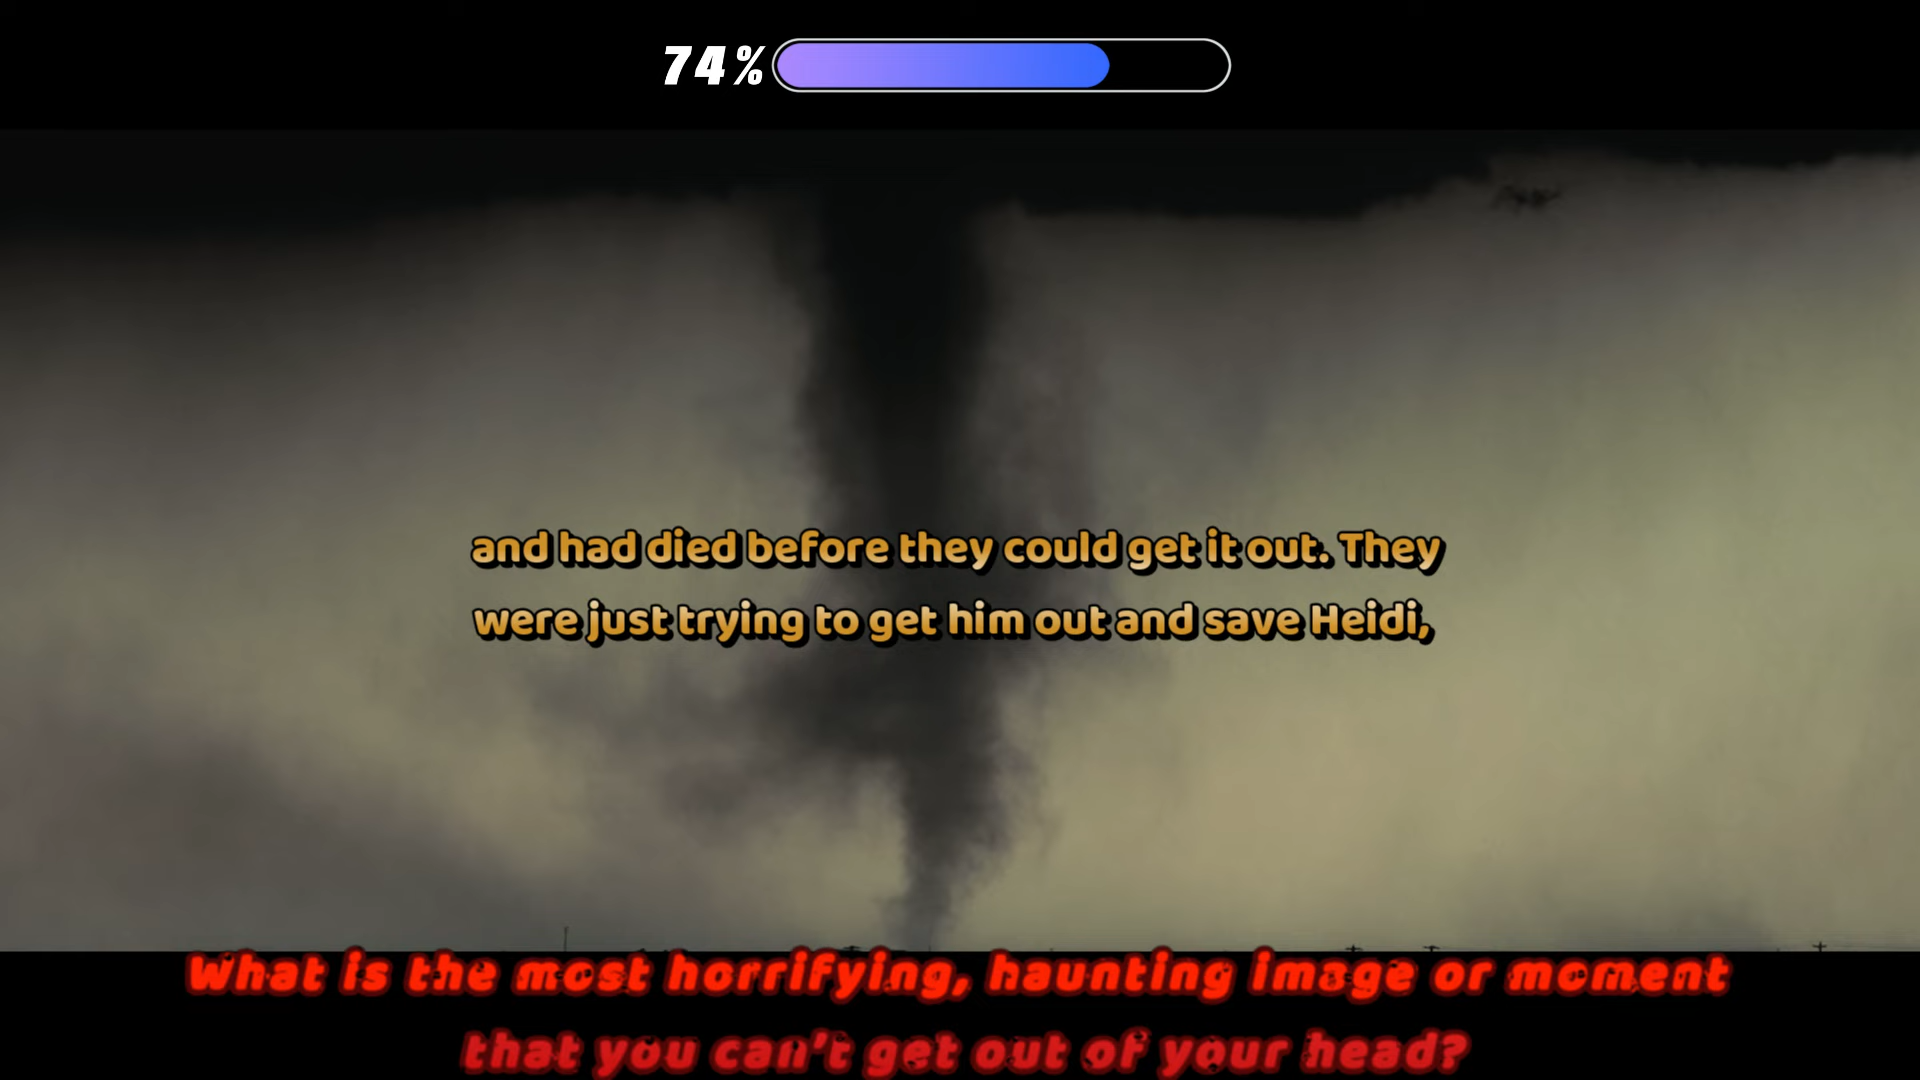 74%
and had died before they could get it out. They
were just trying to get him out and save Heidi,
What is the most horrifying, haunting image or moment
that you can't get out of your head?